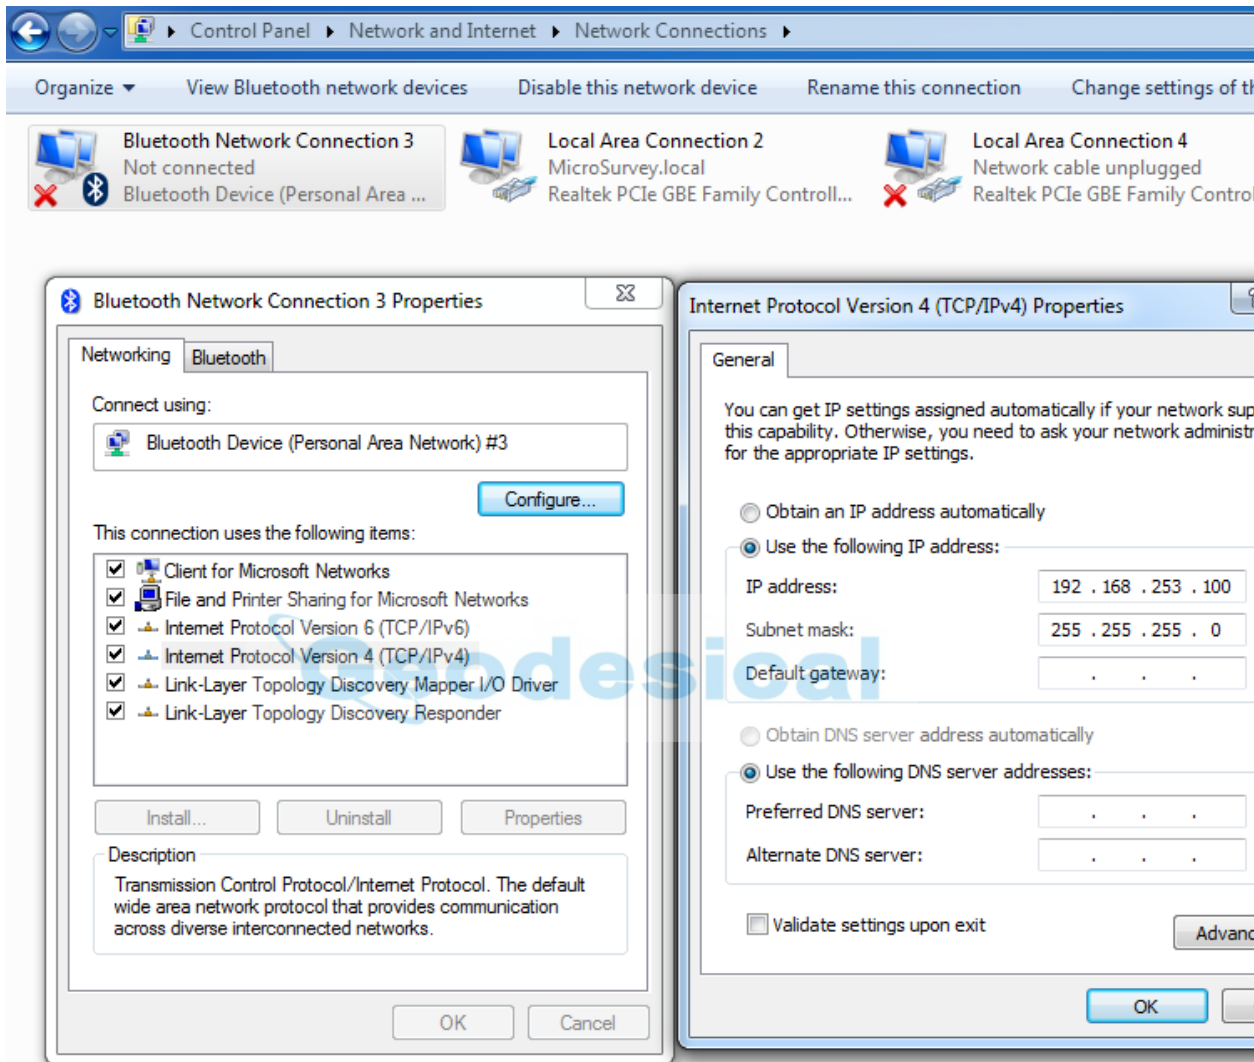 Control Panel Network and Internet Network Connections
Organize View Bluetooth network devices Disable this network device Rename this connection Change settings of th
Bluetooth Network Connection 3
Not connected
Bluetooth Device (Personal Area ...
Local Area Connection 2
MicroSurvey.local
Realtek PCIe GBE Family Controll...
Local Area Connection 4
Network cable unplugged
Realtek PCIe GBE Family Control
Bluetooth Network Connection 3 Properties
Networking Bluetooth
Connect using:
Bluetooth Device (Personal Area Network) #3
Configure...
This connection uses the following items:
Client for Microsoft Networks
File and Printer Sharing for Microsoft Networks
Internet Protocol Version 6 (TCP/IPv6)
Internet Protocol Version 4 (TCP/IPv4)
Link-Layer Topology Discovery Mapper I/O Driver
Link-Layer Topology Discovery Responder
Install... Uninstall Properties
Description
Transmission Control Protocol/Internet Protocol. The default
wide area network protocol that provides communication
across diverse interconnected networks.
OK Cancel
Internet Protocol Version 4 (TCP/IPv4) Properties
General
You can get IP settings assigned automatically if your network sup
this capability. Otherwise, you need to ask your network administr
for the appropriate IP settings.
Obtain an IP address automatically
Use the following IP address:
IP address: 192 . 168 . 253 . 100
Subnet mask: 255 . 255 . 255 . 0
Default gateway: . . .
Obtain DNS server address automatically
Use the following DNS server addresses:
Preferred DNS server: . . .
Alternate DNS server: . . .
Validate settings upon exit
Advanc
OK
Goodesical